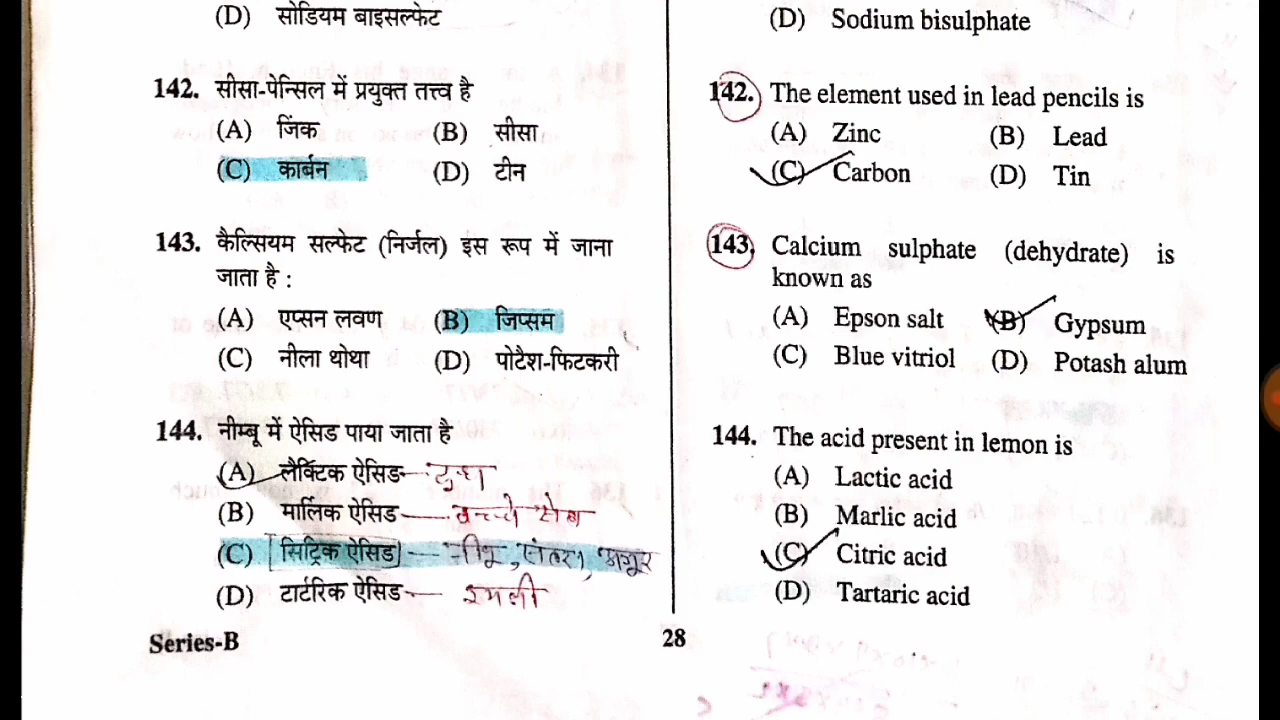 (D) सोडियम बाइसल्फेट
142. सीसा-पेन्सिल में प्रयुक्त तत्त्व है
(A) जिंक (B) सीसा
(C) कार्बन (D) टीन
143. कैल्सियम सल्फेट (निर्जल) इस रूप में जाना
जाता है :
(A) एप्सन लवण (B) जिप्सम
(C) नीला थोथा (D) पोटैश-फिटकरी
144. नीम्बू में ऐसिड पाया जाता है
(A) लैक्टिक ऐसिड
(B) मार्लिक ऐसिड
(C) [सिट्रिक ऐसिड]
(D) टार्टरिक ऐसिड — इमली
Series-B
(D) Sodium bisulphate
142. The element used in lead pencils is
(A) Zinc (B) Lead
(C) Carbon (D) Tin
143. Calcium sulphate (dehydrate) is
known as
(A) Epson salt (B) Gypsum
(C) Blue vitriol (D) Potash alum
144. The acid present in lemon is
(A) Lactic acid
(B) Marlic acid
(C) Citric acid
(D) Tartaric acid
28